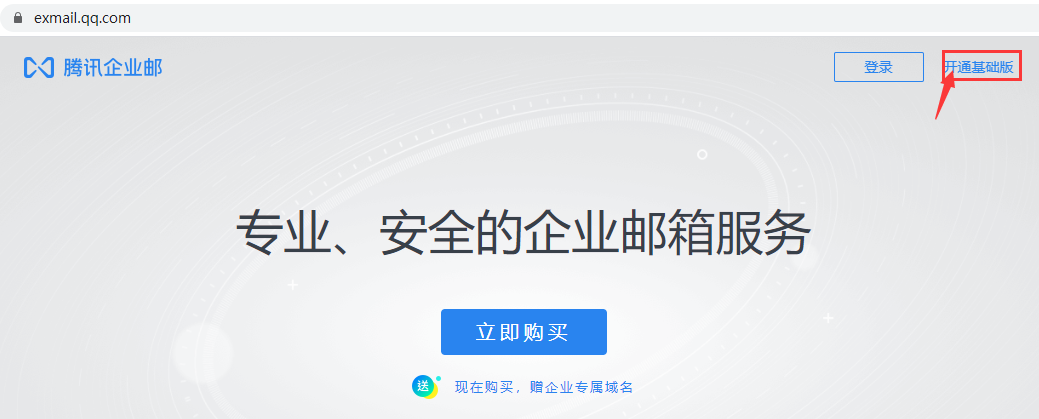 exmail.qq.com
腾讯企业邮
登录
开通基础版
专业、安全的企业邮箱服务
立即购买
送
现在购买，赠企业专属域名